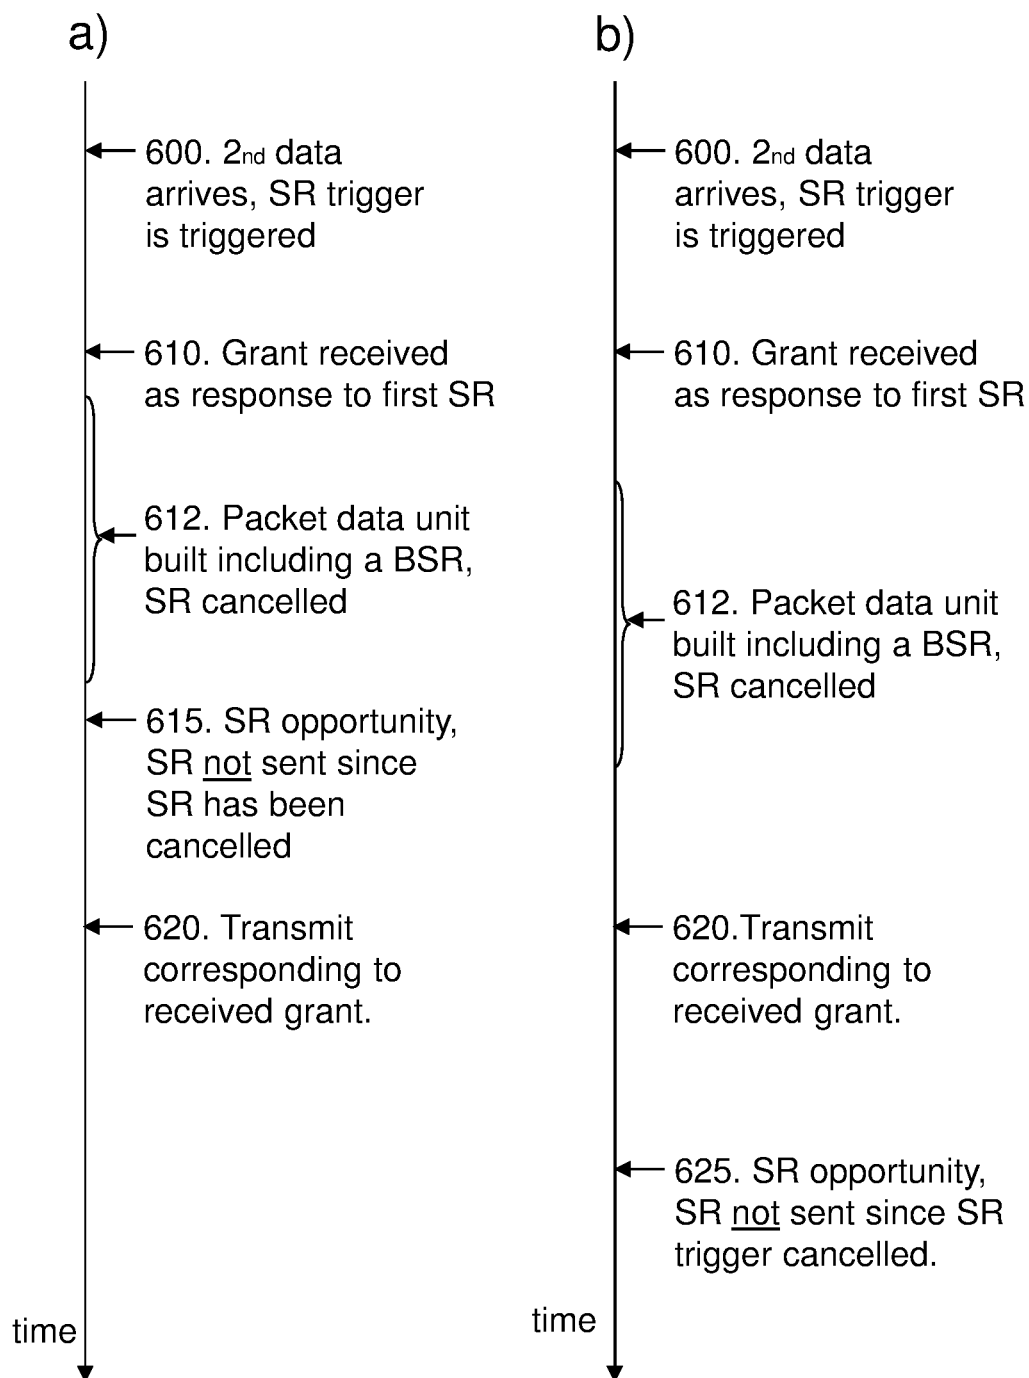 a)
600. 2nd data
arrives, SR trigger
is triggered
610. Grant received
as response to first SR
612. Packet data unit
built including a BSR,
SR cancelled
615. SR opportunity,
SR not sent since
SR has been
cancelled
620. Transmit
corresponding to
received grant.
time
b)
600. 2nd data
arrives, SR trigger
is triggered
610. Grant received
as response to first SR
612. Packet data unit
built including a BSR,
SR cancelled
620.Transmit
corresponding to
received grant.
625. SR opportunity,
SR not sent since SR
trigger cancelled.
time